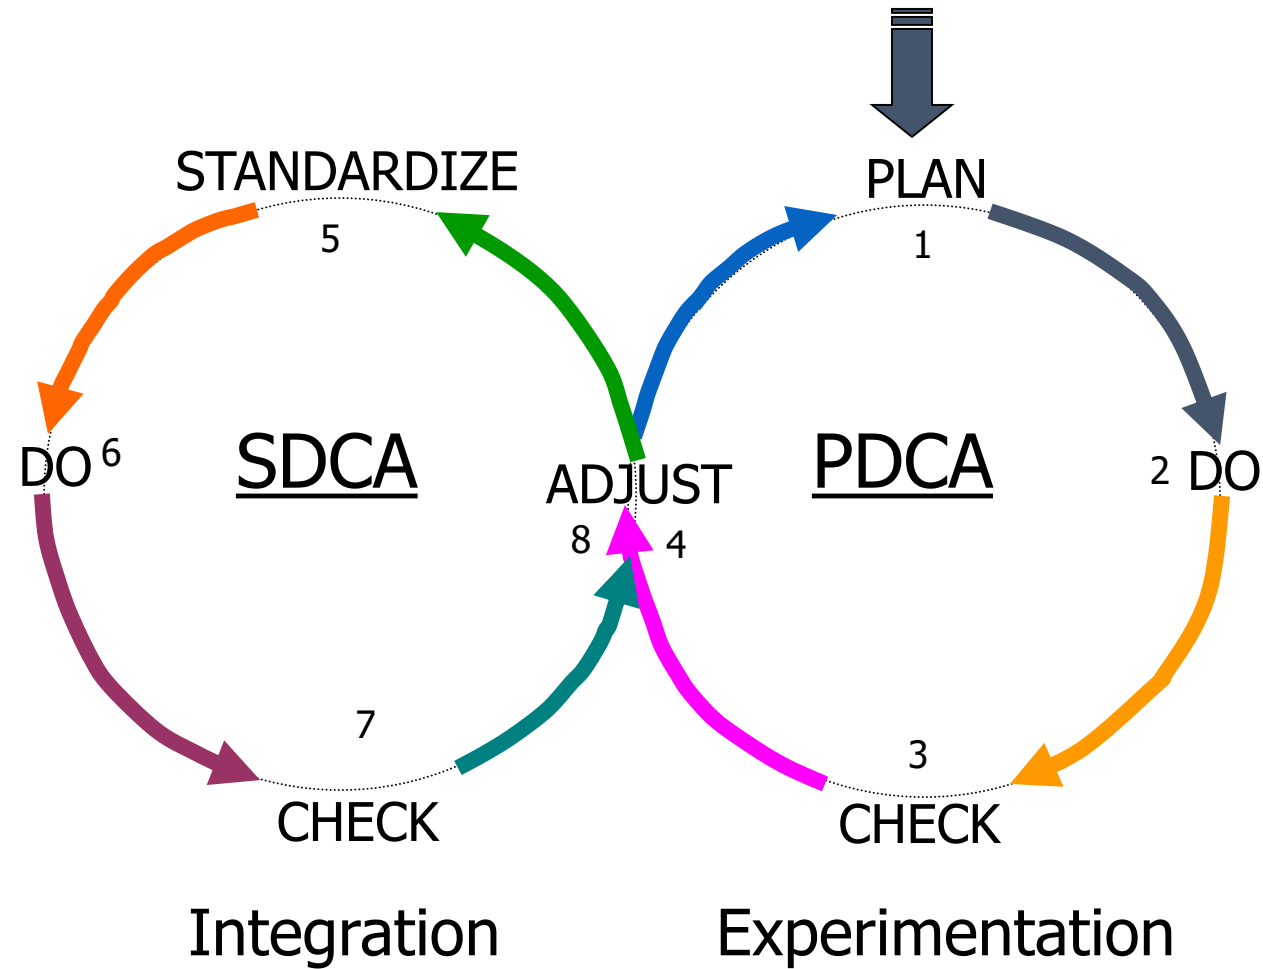 STANDARDIZE
PLAN
5
1
DO 6
SDCA
ADJUST
PDCA
2 DO
8
4
7
3
CHECK
CHECK
Integration
Experimentation